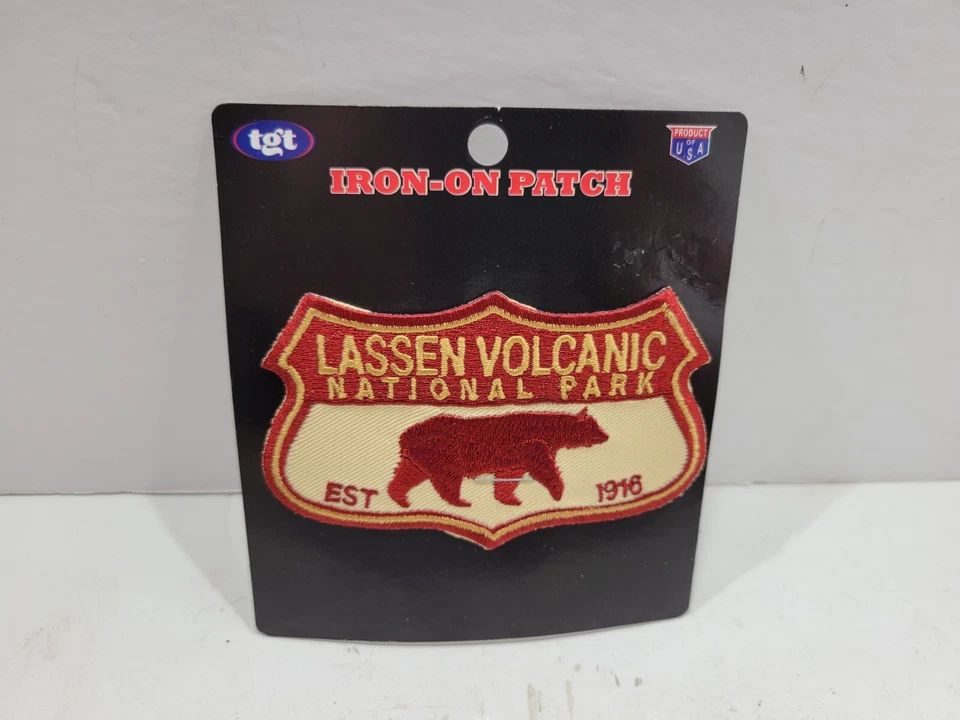 tgt
PRODUCT
OF
U.S.A
IRON-ON PATCH
LASSEN VOLCANIC
NATIONAL PARK
EST 1916